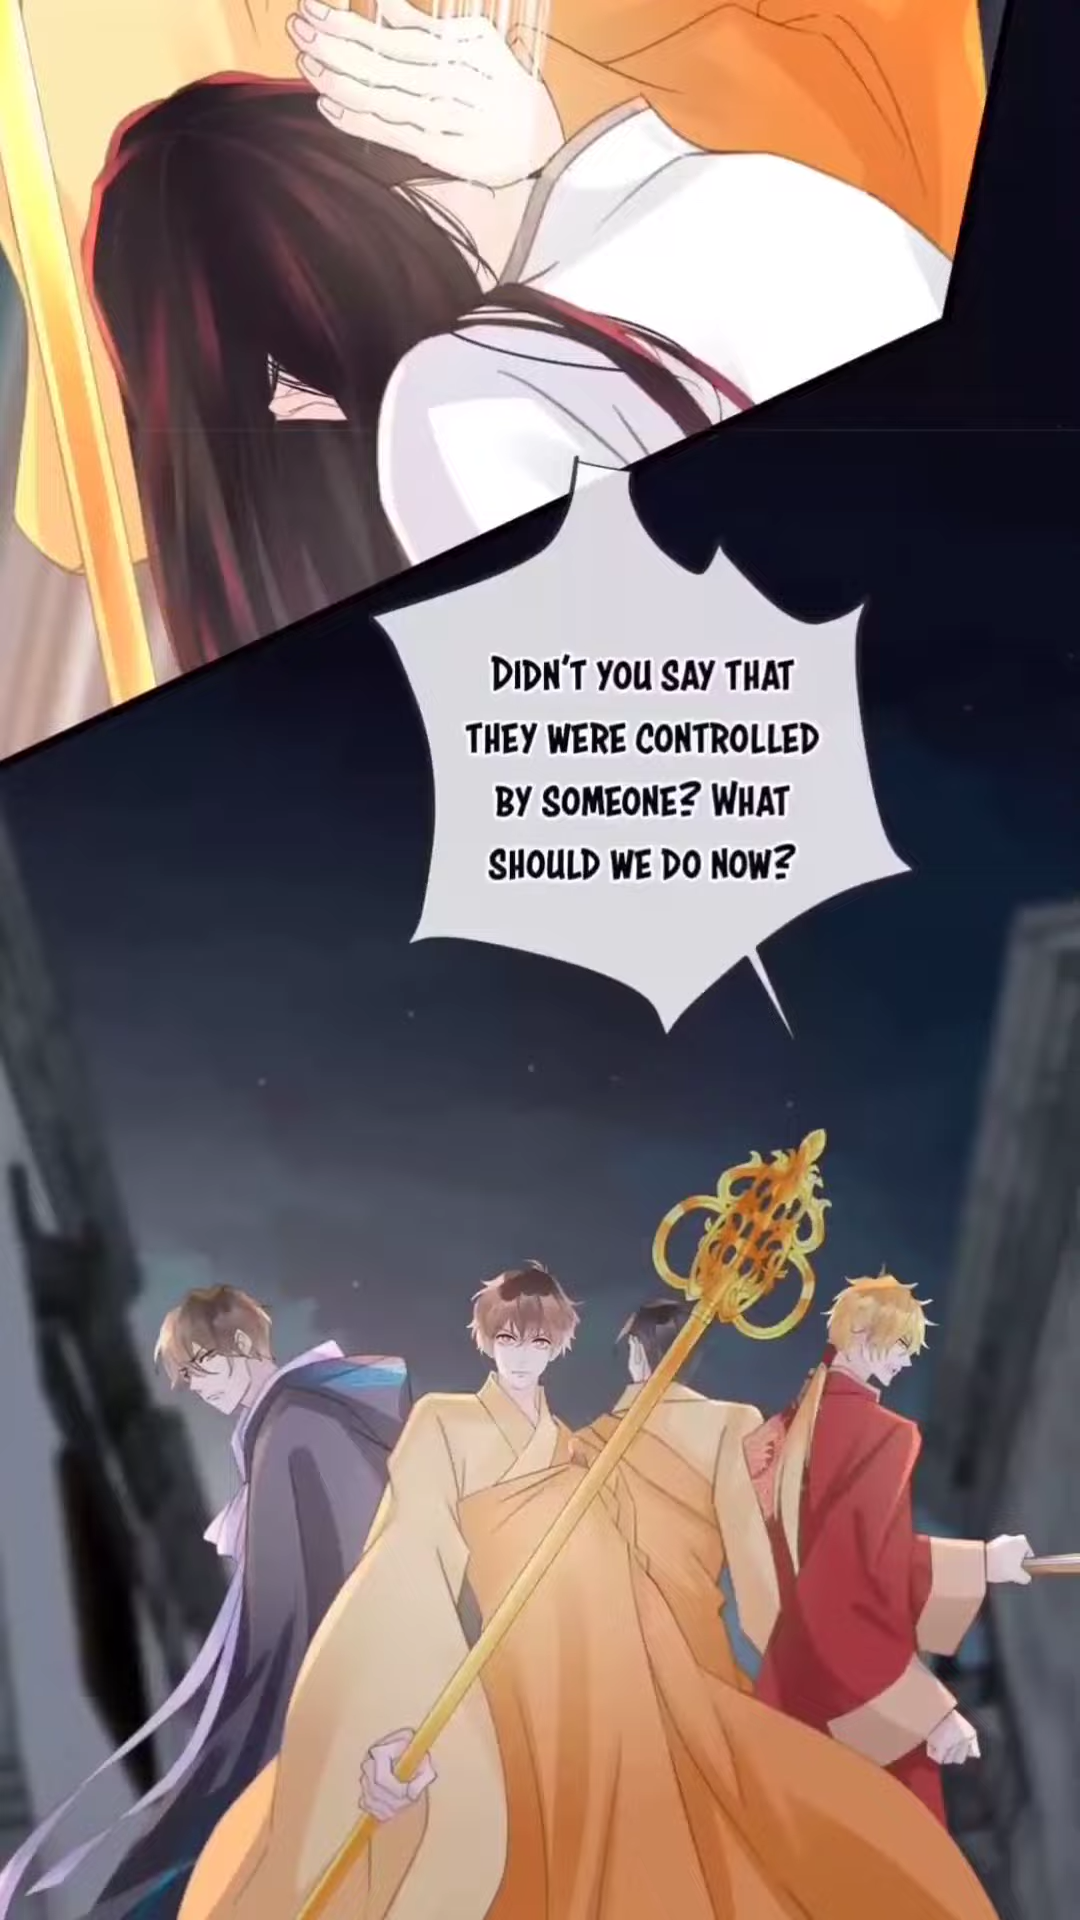 DIDN'T YOU SAY THAT
THEY WERE CONTROLLED
BY SOMEONE? WHAT
SHOULD WE DO NOW?